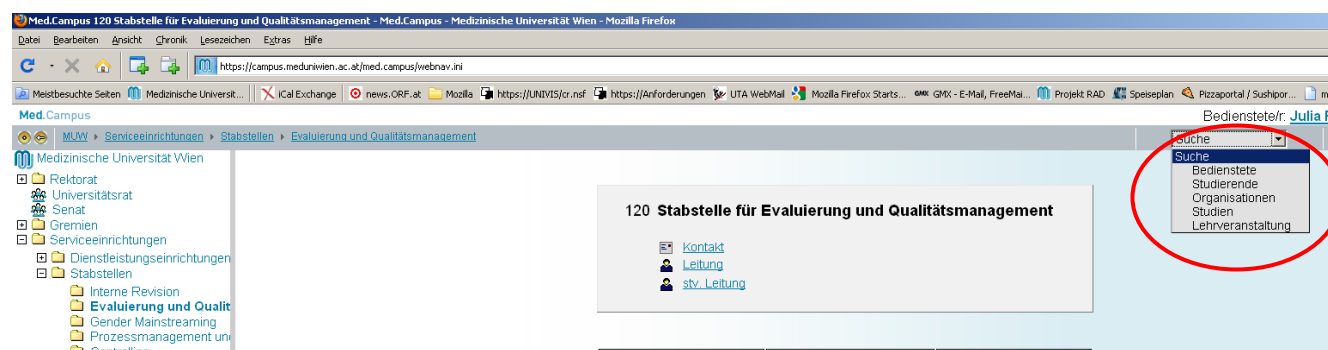 Med.Campus 120 Stabstelle für Evaluierung und Qualitätsmanagement - Med.Campus - Medizinische Universität Wien - Mozilla Firefox
Datei Bearbeiten Ansicht Chronik Lesezeichen Extras Hilfe
https://campus.meduniwien.ac.at/med.campus/webnav.ini
Meistbesuchte Seiten Medizinische Universit... iCal Exchange news.ORF.at Mozilla https://UNIVIS/cr.nsf https://Anforderungen UTA WebMail Mozilla Firefox Starts... GMX GMX - E-Mail, FreeMai... Projekt RAD Speiseplan Pizzaportal / Sushipor... m
Med.Campus Bedienstete/r: Julia
MUW Serviceeinrichtungen Stabstellen Evaluierung und Qualitätsmanagement Suche
Medizinische Universität Wien
Rektorat
Universitätsrat
Senat
Gremien
Serviceeinrichtungen
Dienstleistungseinrichtungen
Stabstellen
Interne Revision
Evaluierung und Qualit
Gender Mainstreaming
Prozessmanagement und
Controlling
120 Stabstelle für Evaluierung und Qualitätsmanagement
Kontakt
Leitung
stv. Leitung
Suche
Bedienstete
Studierende
Organisationen
Studien
Lehrveranstaltung